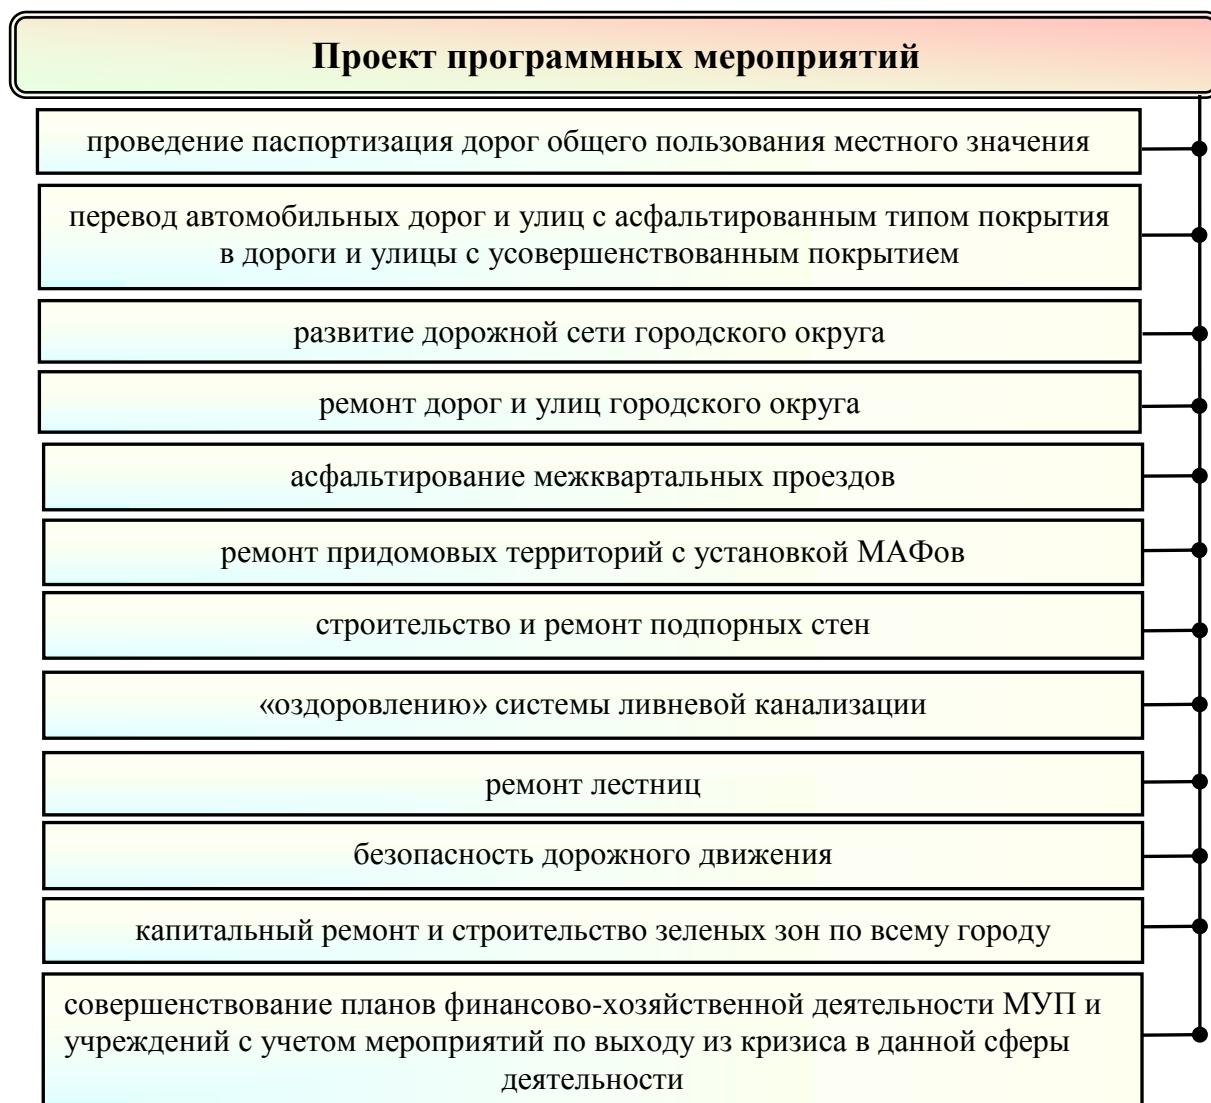 Проект программных мероприятий
проведение паспортизация дорог общего пользования местного значения
перевод автомобильных дорог и улиц с асфальтированным типом покрытия
в дороги и улицы с усовершенствованным покрытием
развитие дорожной сети городского округа
ремонт дорог и улиц городского округа
асфальтирование межквартальных проездов
ремонт придомовых территорий с установкой МАФов
строительство и ремонт подпорных стен
«оздоровлению» системы ливневой канализации
ремонт лестниц
безопасность дорожного движения
капитальный ремонт и строительство зеленых зон по всему городу
совершенствование планов финансово-хозяйственной деятельности МУП и
учреждений с учетом мероприятий по выходу из кризиса в данной сферы
деятельности